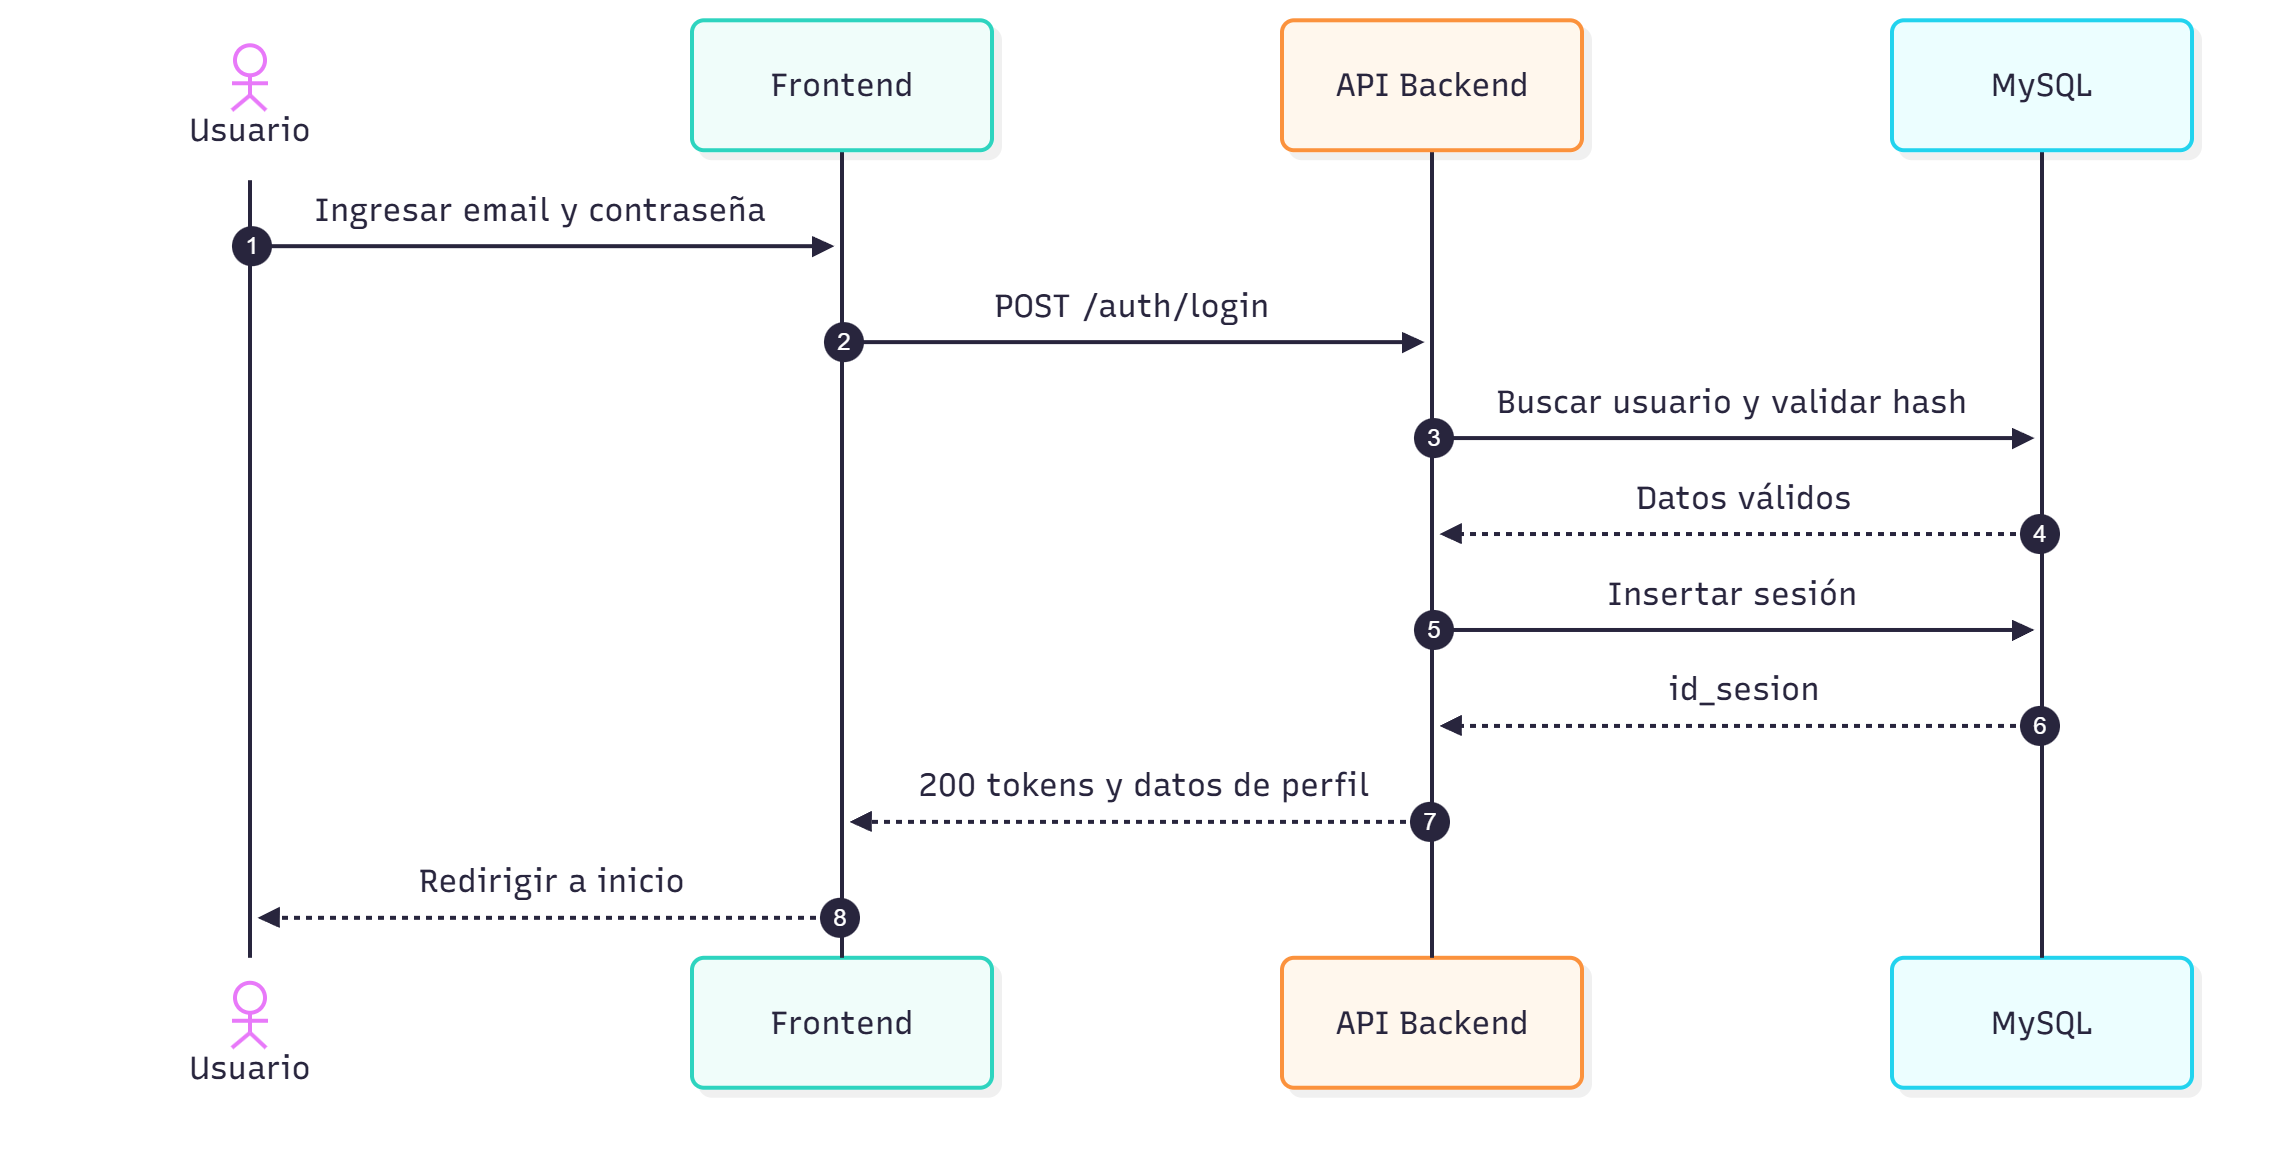 Usuario
Frontend
API Backend
MySQL
Ingresar email y contraseña
1
POST /auth/login
2
Buscar usuario y validar hash
3
Datos válidos
4
Insertar sesión
5
id_sesion
6
200 tokens y datos de perfil
7
Redirigir a inicio
8
Usuario
Frontend
API Backend
MySQL